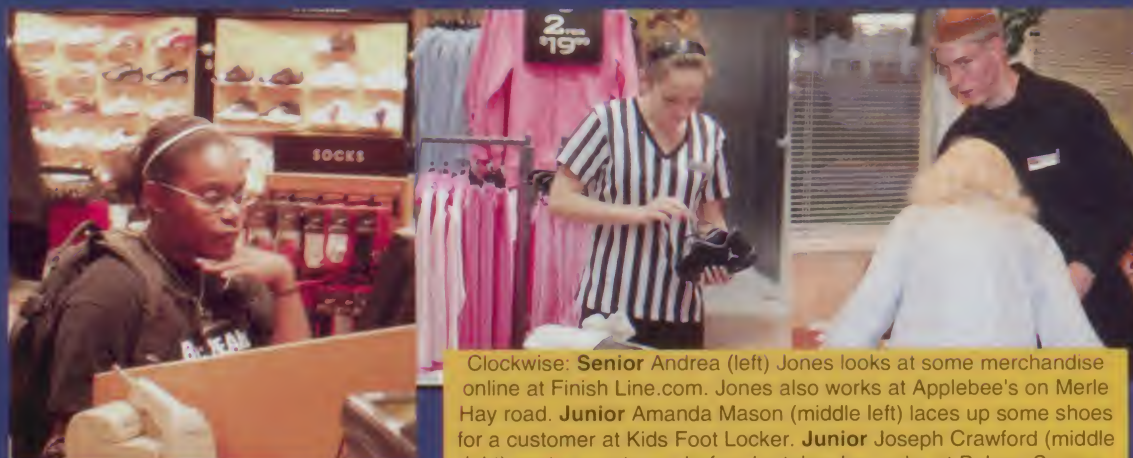 2 FOR
$19.99
SOCKS
Clockwise: Senior Andrea (left) Jones looks at some merchandise
online at Finish Line.com. Jones also works at Applebee's on Merle
Hay road. Junior Amanda Mason (middle left) laces up some shoes
for a customer at Kids Foot Locker. Junior Joseph Crawford (middle